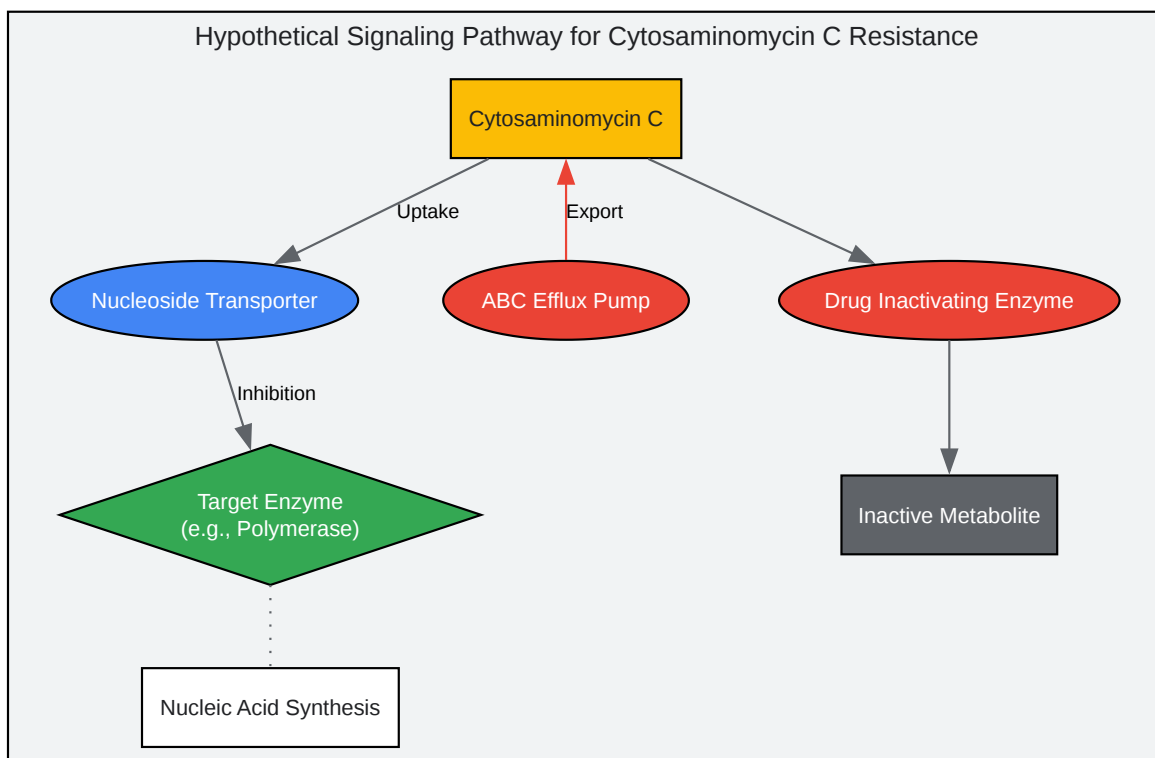 Hypothetical Signaling Pathway for Cytosaminomycin C Resistance
Cytosaminomycin C
Uptake
Export
Nucleoside Transporter
ABC Efflux Pump
Drug Inactivating Enzyme
Inhibition
Target Enzyme
(e.g., Polymerase)
Inactive Metabolite
Nucleic Acid Synthesis